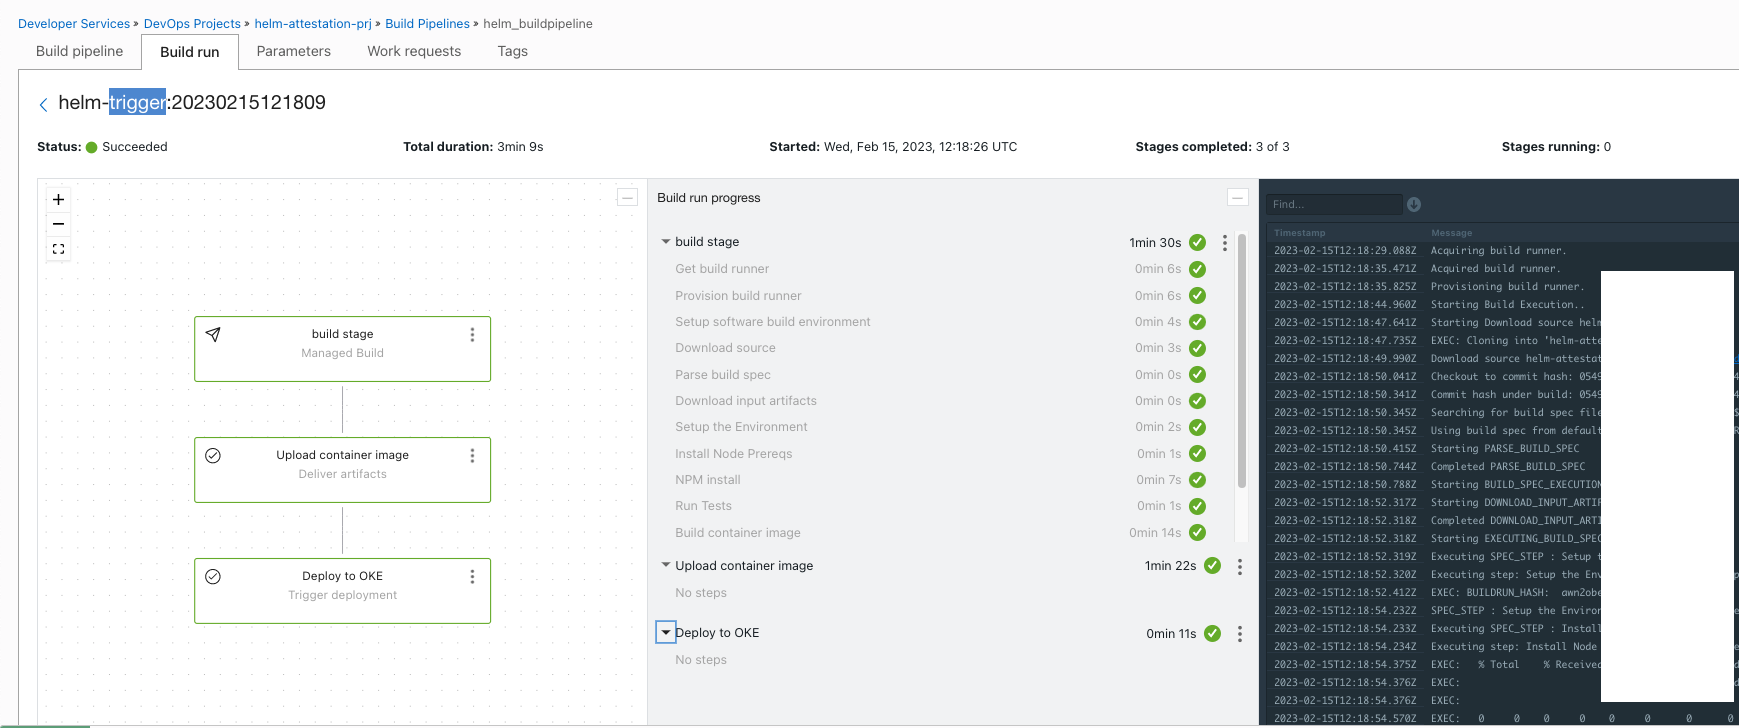 Developer Services » DevOps Projects » helm-attestation-prj » Build Pipelines » helm_buildpipeline
Build pipeline Build run Parameters Work requests Tags
helm-trigger:20230215121809
Status: Succeeded Total duration: 3min 9s Started: Wed, Feb 15, 2023, 12:18:26 UTC Stages completed: 3 of 3 Stages running: 0
build stage
Managed Build
Upload container image
Deliver artifacts
Deploy to OKE
Trigger deployment
Build run progress
build stage 1min 30s
Get build runner 0min 6s
Provision build runner 0min 6s
Setup software build environment 0min 4s
Download source 0min 3s
Parse build spec 0min 0s
Download input artifacts 0min 0s
Setup the Environment 0min 2s
Install Node Prereqs 0min 1s
NPM install 0min 7s
Run Tests 0min 1s
Build container image 0min 14s
Upload container image 1min 22s
No steps
Deploy to OKE 0min 11s
No steps
Find...
Timestamp Message
2023-02-15T12:18:29.088Z Acquiring build runner.
2023-02-15T12:18:35.471Z Acquired build runner.
2023-02-15T12:18:35.825Z Provisioning build runner.
2023-02-15T12:18:44.960Z Starting Build Execution..
2023-02-15T12:18:47.641Z Starting Download source helm
2023-02-15T12:18:47.735Z EXEC: Cloning into 'helm-atte
2023-02-15T12:18:49.990Z Download source helm-attestat
2023-02-15T12:18:50.041Z Checkout to commit hash: 0549
2023-02-15T12:18:50.341Z Commit hash under build: 0549
2023-02-15T12:18:50.345Z Searching for build spec file
2023-02-15T12:18:50.345Z Using build spec from default
2023-02-15T12:18:50.415Z Starting PARSE_BUILD_SPEC
2023-02-15T12:18:50.744Z Completed PARSE_BUILD_SPEC
2023-02-15T12:18:50.788Z Starting BUILD_SPEC_EXECUTION
2023-02-15T12:18:52.317Z Starting DOWNLOAD_INPUT_ARTIF
2023-02-15T12:18:52.318Z Completed DOWNLOAD_INPUT_ARTI
2023-02-15T12:18:52.318Z Starting EXECUTING_BUILD_SPEC
2023-02-15T12:18:52.319Z Executing SPEC_STEP : Setup t
2023-02-15T12:18:52.320Z Executing step: Setup the Env
2023-02-15T12:18:52.412Z EXEC: BUILDRUN_HASH: awn2obe
2023-02-15T12:18:54.232Z SPEC_STEP : Setup the Environ
2023-02-15T12:18:54.233Z Executing SPEC_STEP : Install
2023-02-15T12:18:54.234Z Executing step: Install Node
2023-02-15T12:18:54.375Z EXEC: % Total % Received
2023-02-15T12:18:54.376Z EXEC:
2023-02-15T12:18:54.376Z EXEC:
2023-02-15T12:18:54.570Z EXEC: 0 0 0 0 0 0 0 0